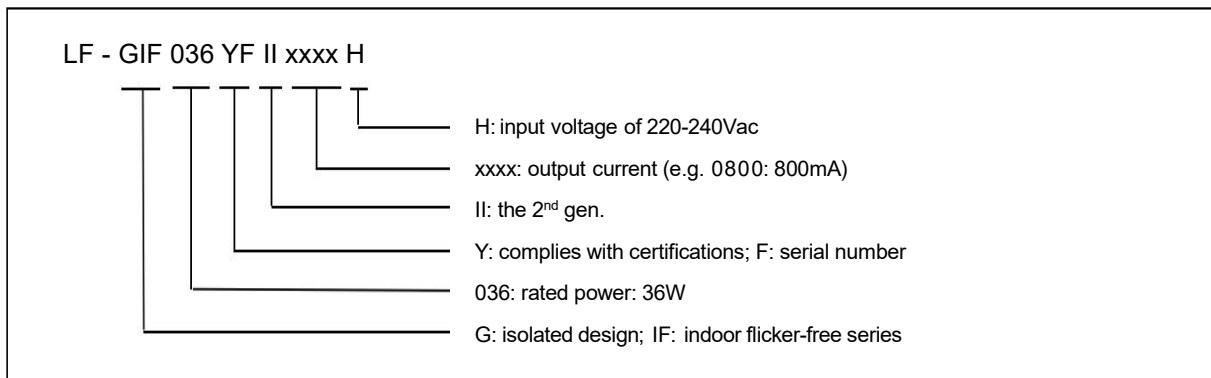 LF - GIF 036 YF II xxxx H
H: input voltage of 220-240Vac
xxxx: output current (e.g. 0800: 800mA)
II: the 2nd gen.
Y: complies with certifications; F: serial number
036: rated power: 36W
G: isolated design; IF: indoor flicker-free series